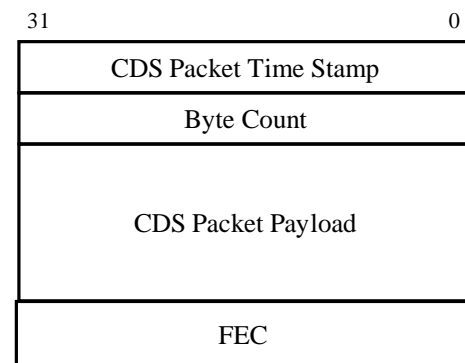 31 0
CDS Packet Time Stamp
Byte Count
CDS Packet Payload
FEC